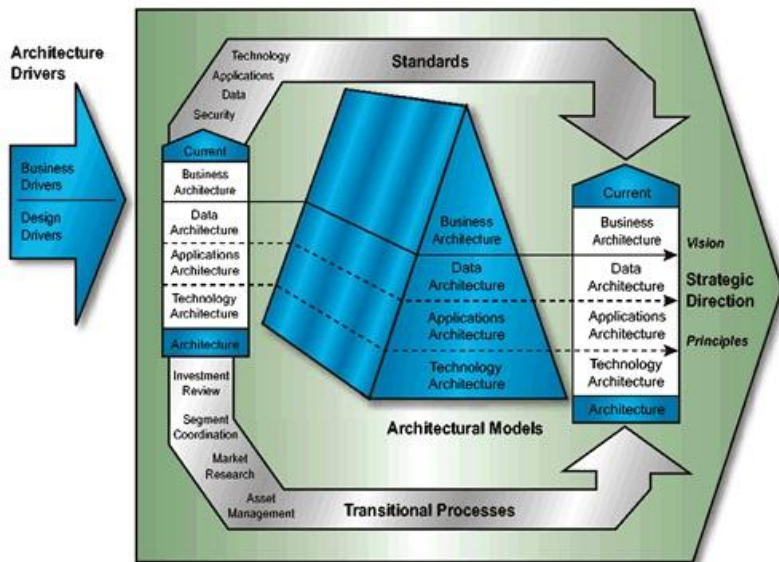 Architecture
Drivers
Business
Drivers
Design
Drivers
Technology
Applications
Data
Security
Standards
Current
Business
Architecture
Data
Architecture
Applications
Architecture
Technology
Architecture
Architecture
Investment
Review
Segment
Coordination
Market
Research
Asset
Management
Transitional Processes
Business
Architecture
Data
Architecture
Applications
Architecture
Technology
Architecture
Architectural Models
Current
Business
Architecture
Data
Architecture
Applications
Architecture
Technology
Architecture
Architecture
Vision
Strategic
Direction
Principles